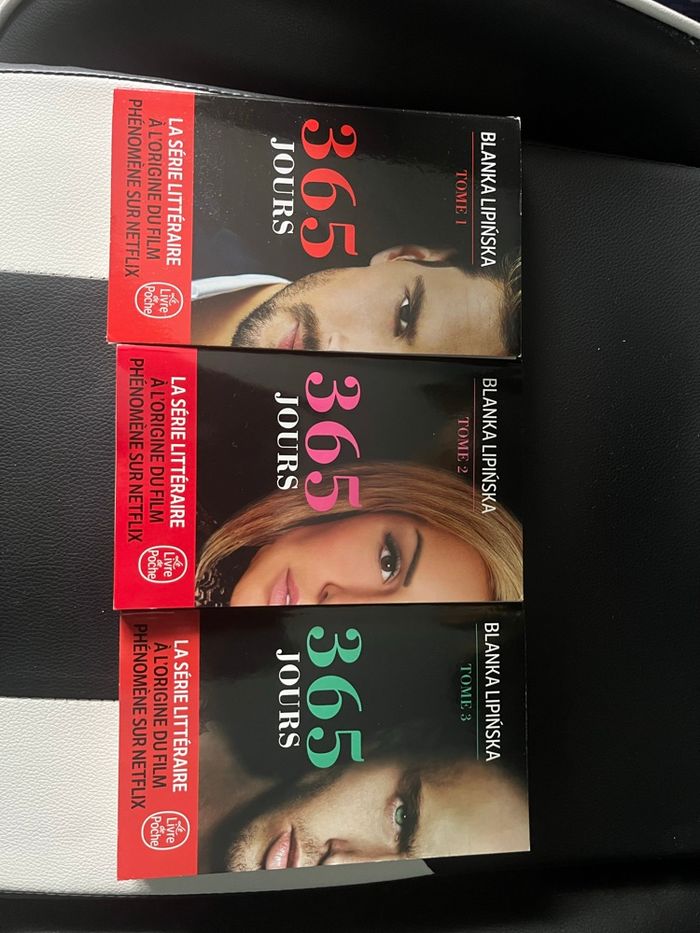 BLANKA LIPIŃSKA
TOME 1
365
JOURS
LA SÉRIE LITTÉRAIRE
À L'ORIGINE DU FILM
PHÉNOMÈNE SUR NETFLIX
Le
Livre
de
Poche
BLANKA LIPIŃSKA
TOME 2
365
JOURS
LA SÉRIE LITTÉRAIRE
À L'ORIGINE DU FILM
PHÉNOMÈNE SUR NETFLIX
Le
Livre
de
Poche
BLANKA LIPIŃSKA
TOME 3
365
JOURS
LA SÉRIE LITTÉRAIRE
À L'ORIGINE DU FILM
PHÉNOMÈNE SUR NETFLIX
Le
Livre
de
Poche